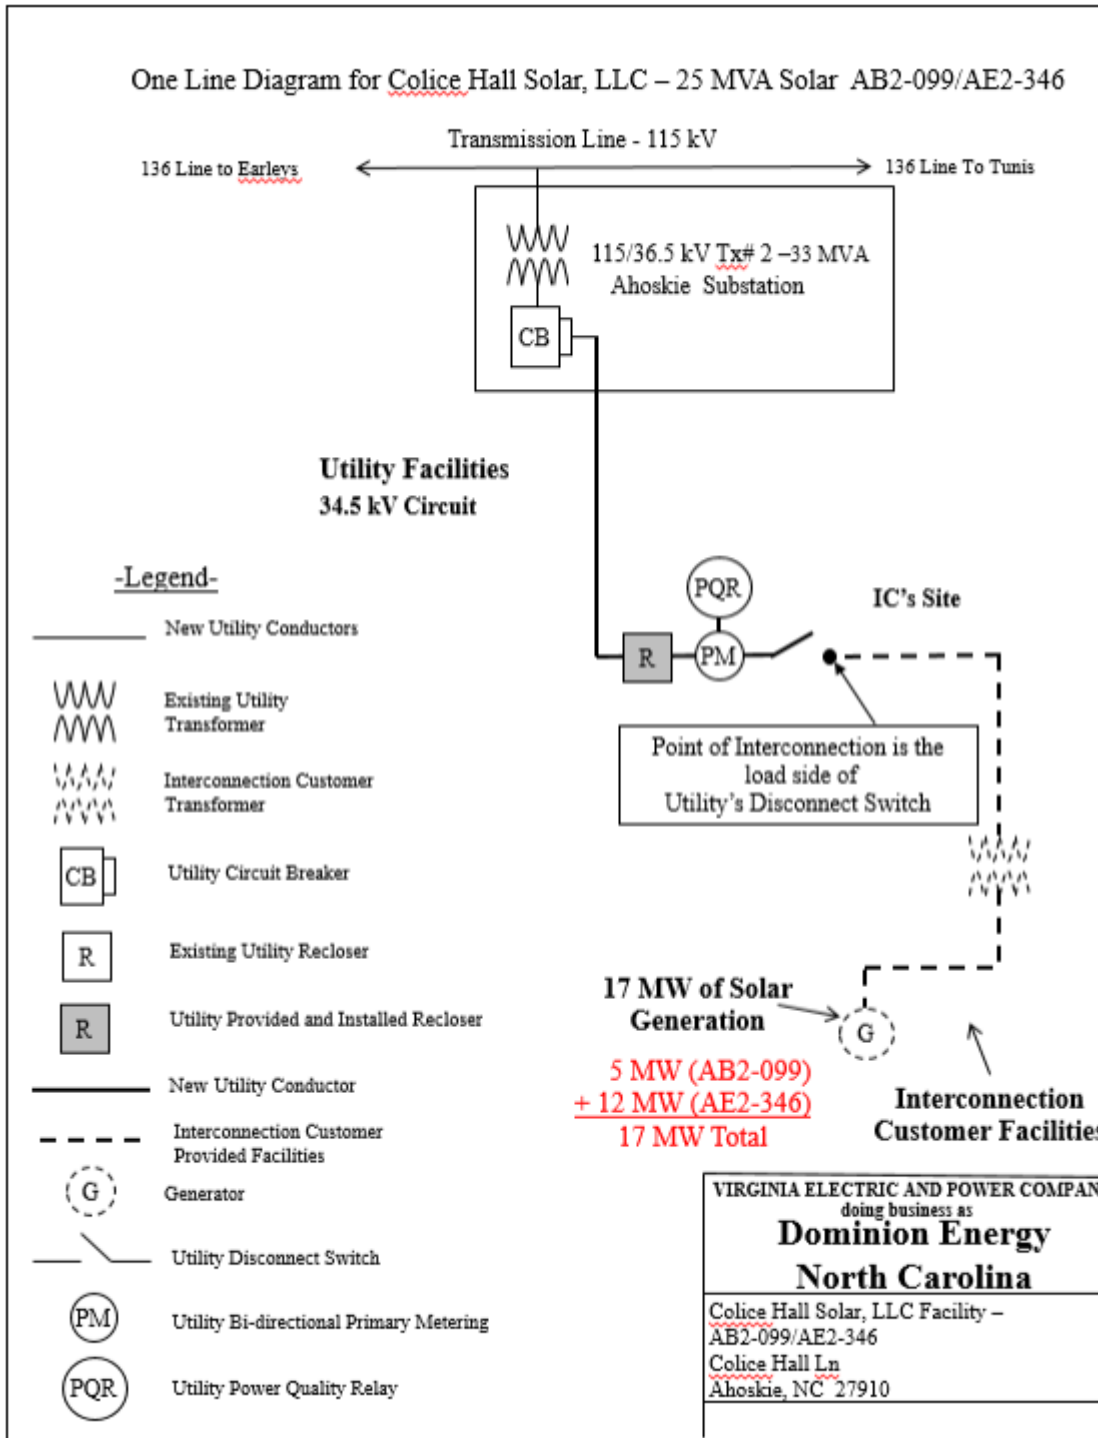 One Line Diagram for Colice Hall Solar, LLC – 25 MVA Solar AB2-099/AE2-346
Transmission Line - 115 kV
136 Line to Earleys
136 Line To Tunis
115/36.5 kV Tx# 2 –33 MVA
Ahoskie Substation
CB
Utility Facilities
34.5 kV Circuit
PQR
IC's Site
R
PM
Point of Interconnection is the
load side of
Utility's Disconnect Switch
17 MW of Solar
Generation
G
5 MW (AB2-099)
+ 12 MW (AE2-346)
17 MW Total
Interconnection
Customer Facilities
-Legend-
New Utility Conductors
Existing Utility
Transformer
Interconnection Customer
Transformer
CB
Utility Circuit Breaker
R
Existing Utility Recloser
R
Utility Provided and Installed Recloser
New Utility Conductor
Interconnection Customer
Provided Facilities
G
Generator
Utility Disconnect Switch
PM
Utility Bi-directional Primary Metering
PQR
Utility Power Quality Relay
VIRGINIA ELECTRIC AND POWER COMPAN
doing business as
Dominion Energy
North Carolina
Colice Hall Solar, LLC Facility –
AB2-099/AE2-346
Colice Hall Ln
Ahoskie, NC 27910